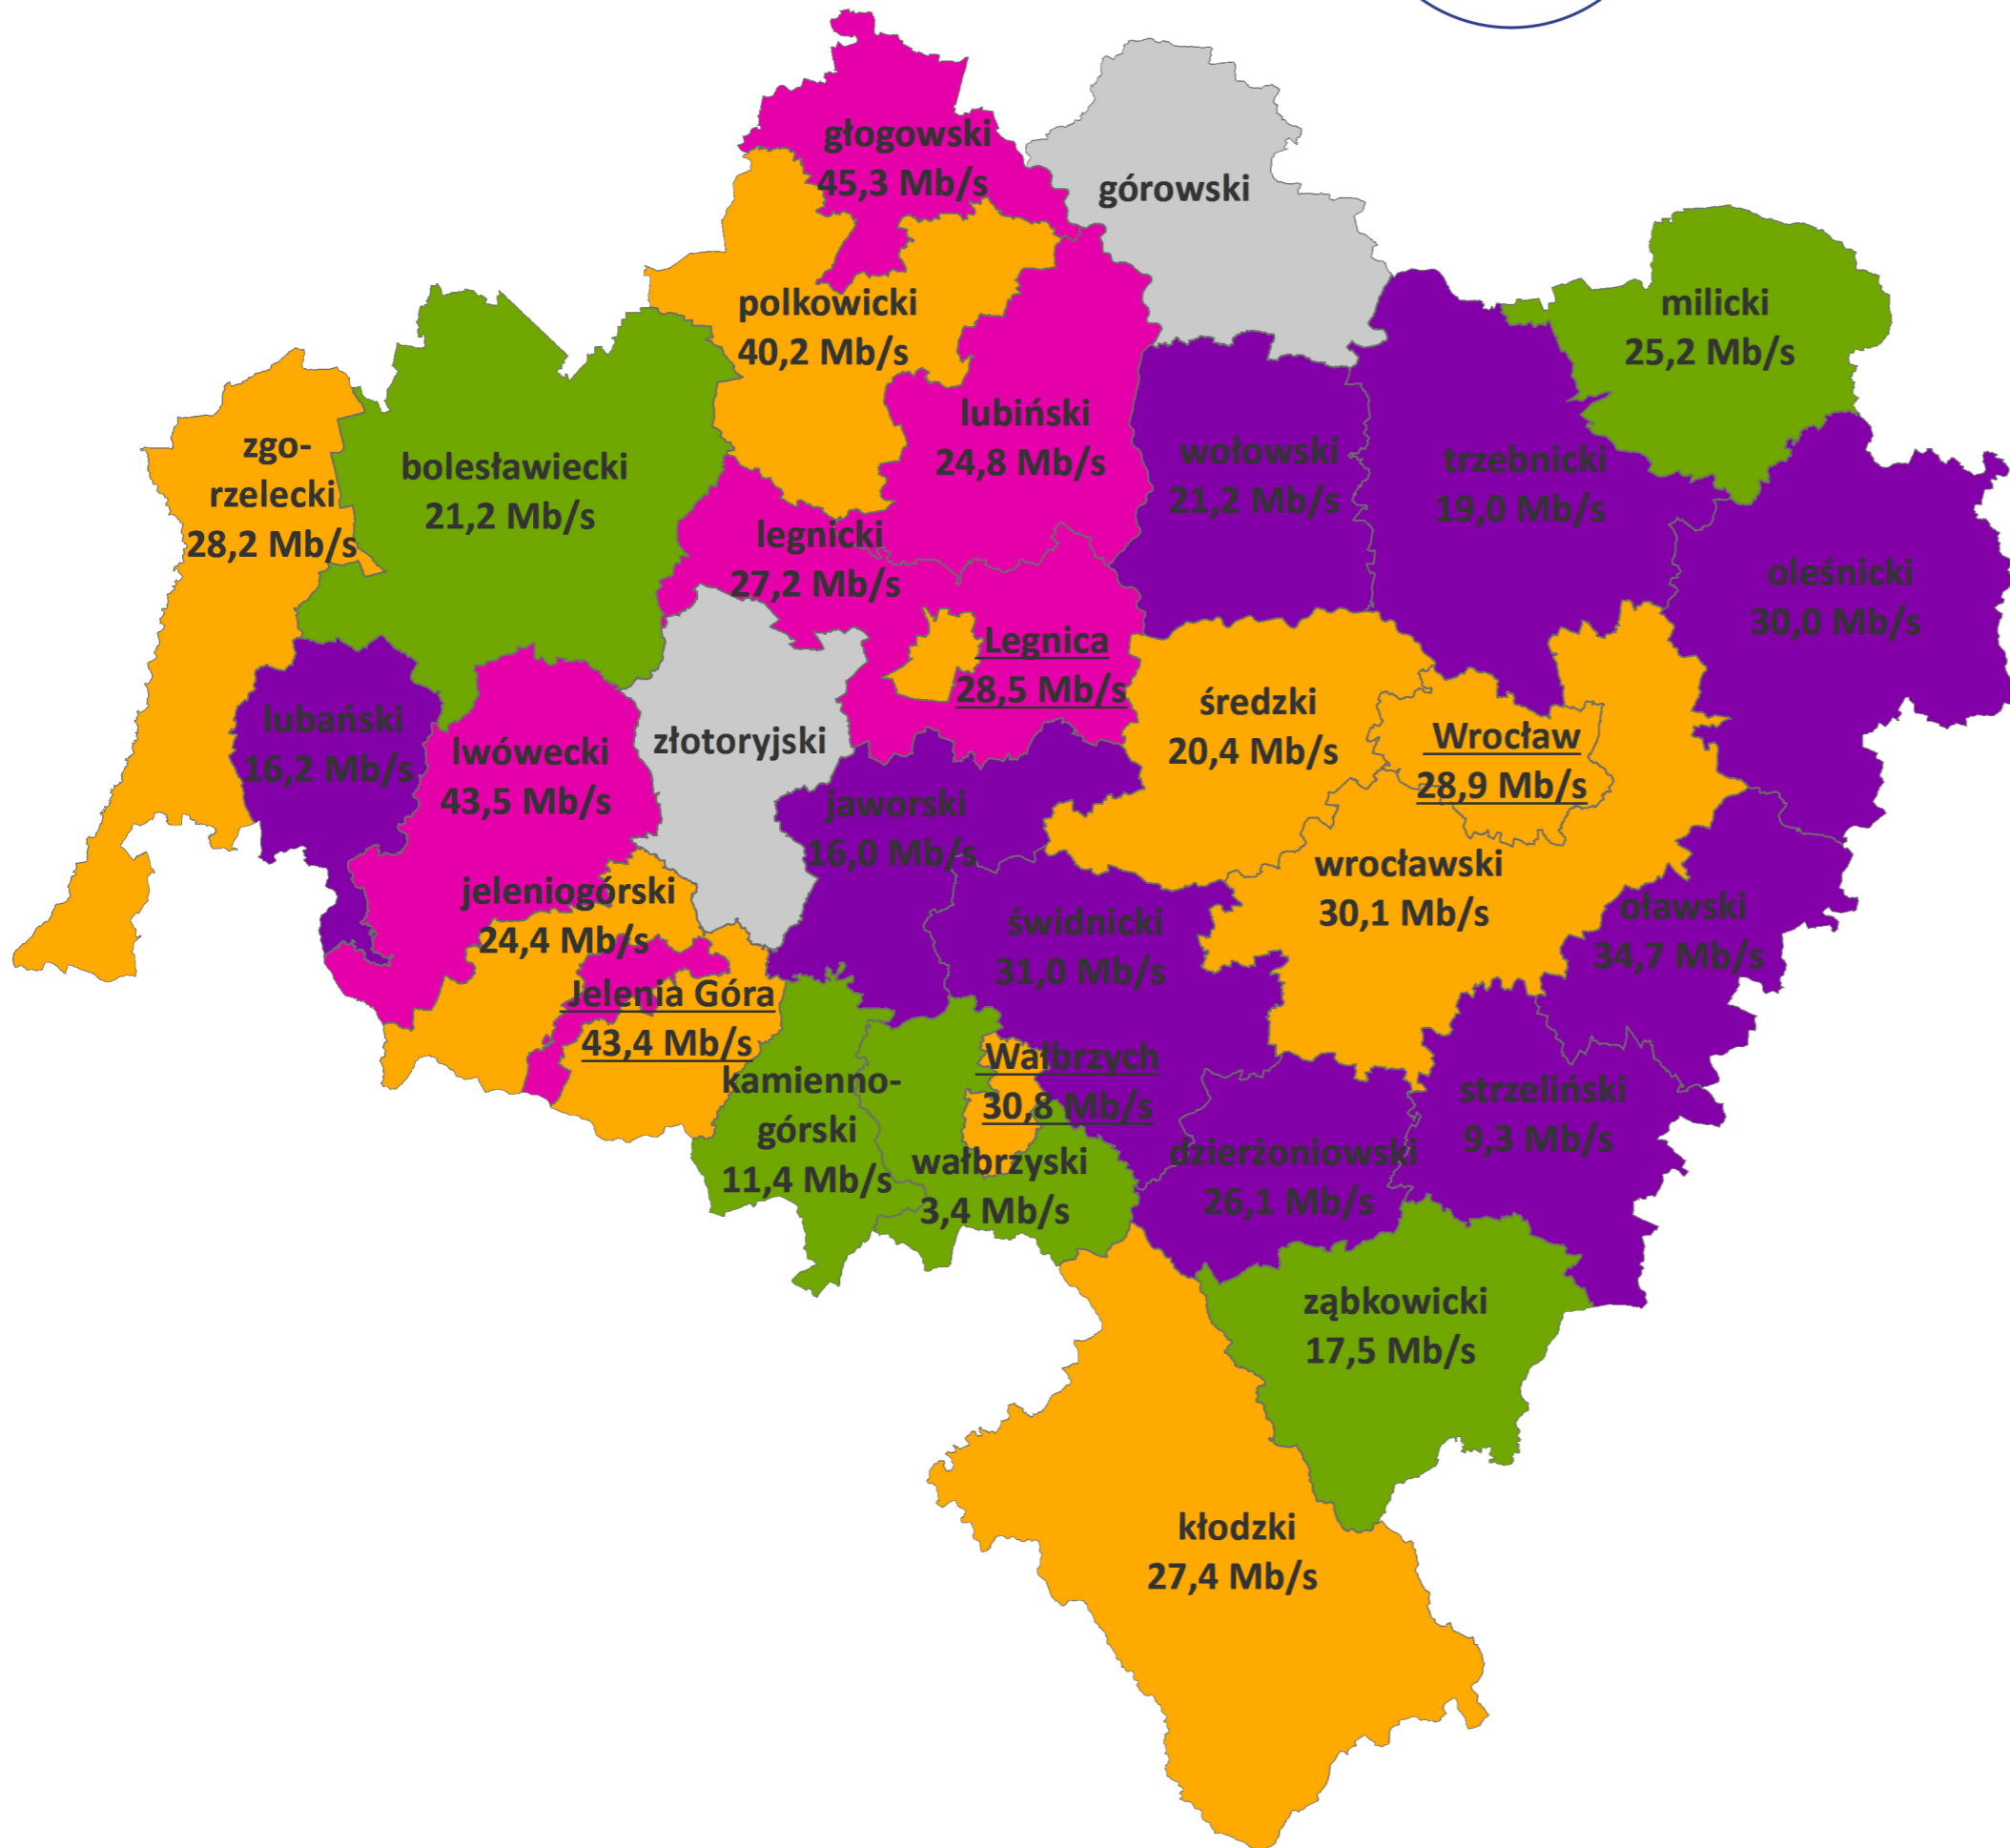 głogowski
45,3 Mb/s
górowski
polkowicki
40,2 Mb/s
milicki
25,2 Mb/s
lubiński
24,8 Mb/s
zgo-
rzelecki
28,2 Mb/s
bolesławiecki
21,2 Mb/s
wołowski
21,2 Mb/s
trzebnicki
19,0 Mb/s
legnicki
27,2 Mb/s
oleśnicki
30,0 Mb/s
Legnica
28,5 Mb/s
średzki
20,4 Mb/s
lubański
16,2 Mb/s
lwówecki
43,5 Mb/s
złotoryjski
Wrocław
28,9 Mb/s
jaworski
16,0 Mb/s
wrocławski
30,1 Mb/s
jeleniogórski
24,4 Mb/s
świdnicki
31,0 Mb/s
oławski
34,7 Mb/s
Jelenia Góra
43,4 Mb/s
Wałbrzych
30,8 Mb/s
kamienno-
górski
11,4 Mb/s
strzeliński
9,3 Mb/s
wałbrzyski
3,4 Mb/s
dzierżoniowski
26,1 Mb/s
ząbkowicki
17,5 Mb/s
kłodzki
27,4 Mb/s